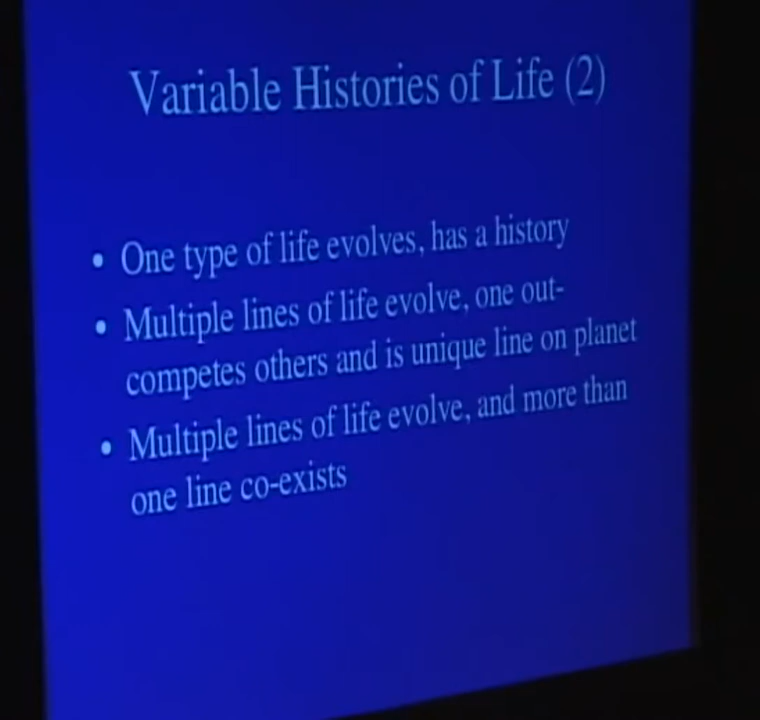 Variable Histories of Life (2)
• One type of life evolves, has a history
• Multiple lines of life evolve, one out-
competes others and is unique line on planet
• Multiple lines of life evolve, and more than
one line co-exists